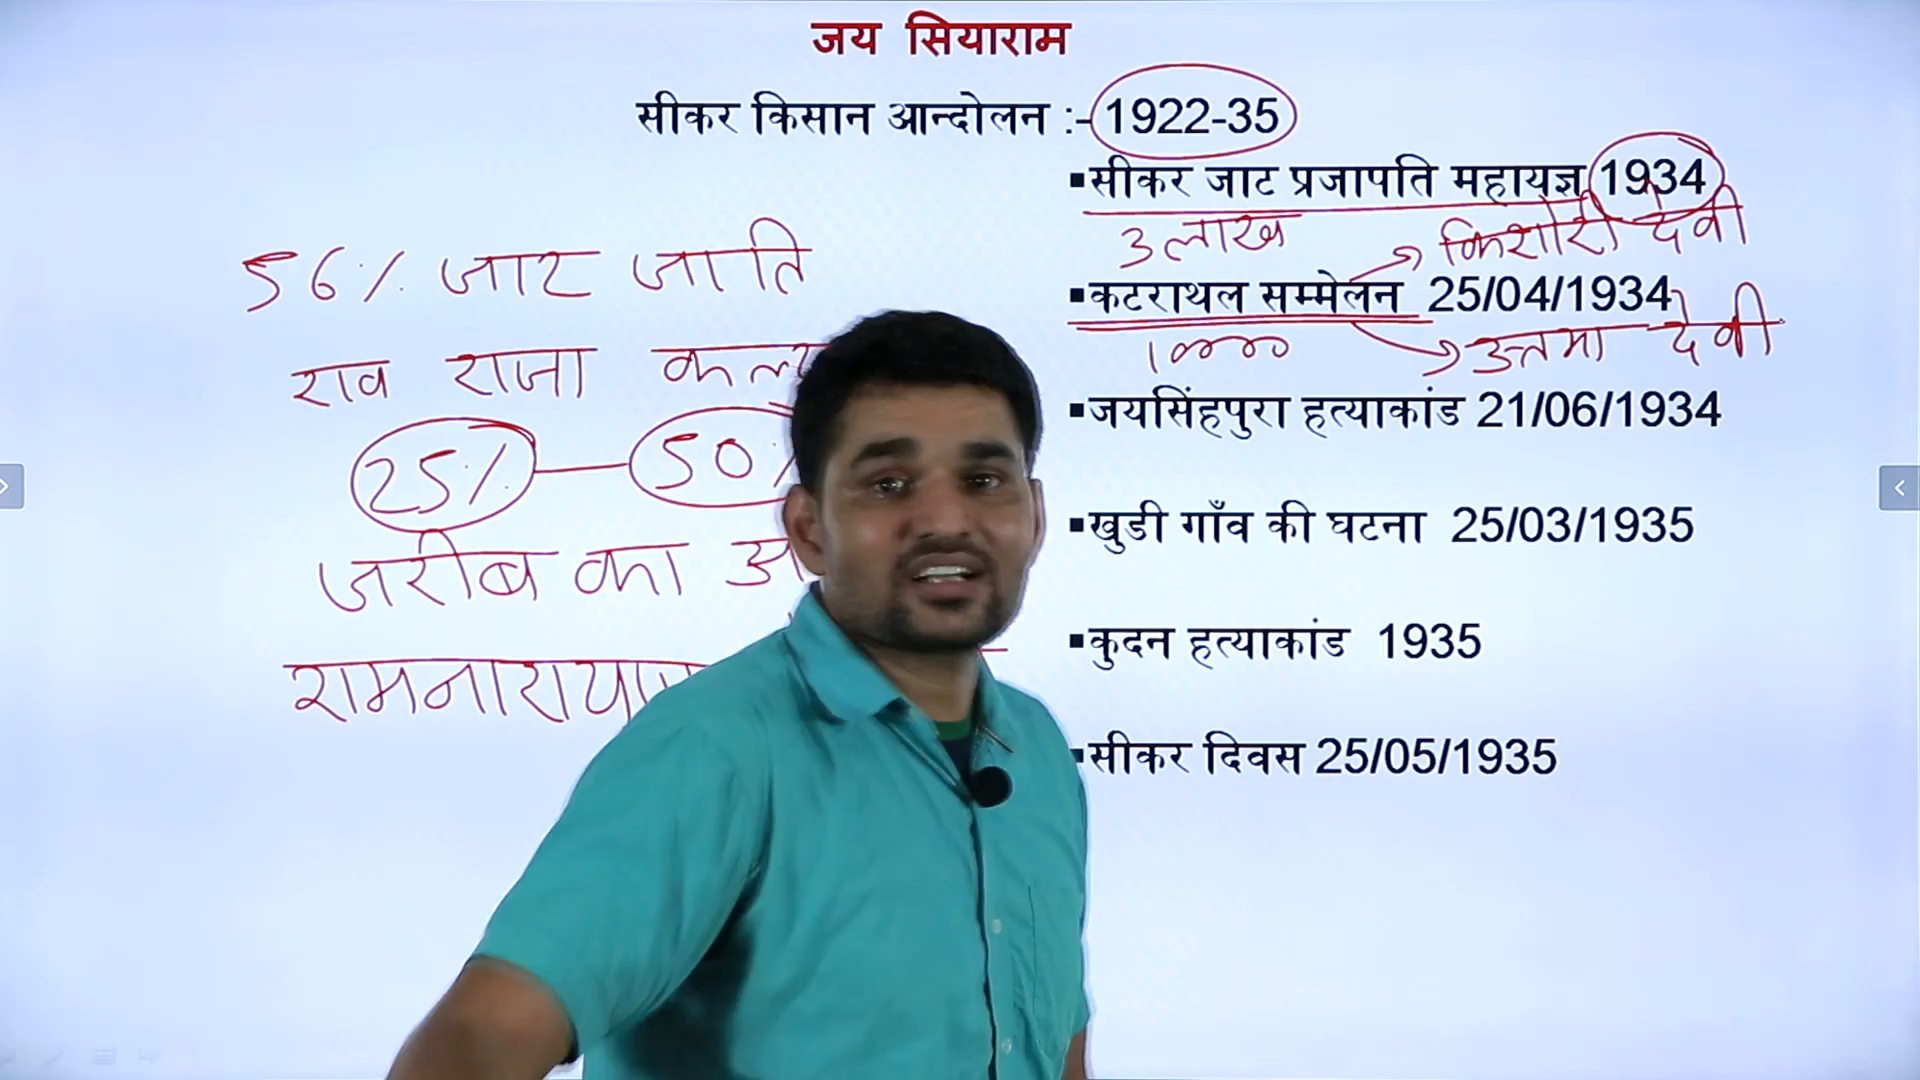 जय सियाराम
सीकर किसान आन्दोलन :- 1922-35
▪सीकर जाट प्रजापति महायज्ञ 1934
3 लाख
किशोरी देवी
▪कटराथल सम्मेलन 25/04/1934
10000
उत्तमा देवी
▪जयसिंहपुरा हत्याकांड 21/06/1934
▪खुडी गाँव की घटना 25/03/1935
▪कुदन हत्याकांड 1935
▪सीकर दिवस 25/05/1935
56% जाट जाति
राव राजा
25% — 50%
जरीब का